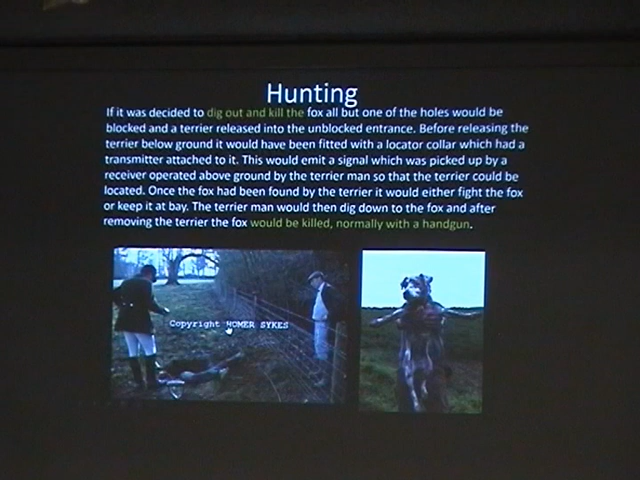 Hunting
If it was decided to dig out and kill the fox all but one of the holes would be
blocked and a terrier released into the unblocked entrance. Before releasing the
terrier below ground it would have been fitted with a locator collar which had a
transmitter attached to it. This would emit a signal which was picked up by a
receiver operated above ground by the terrier man so that the terrier could be
located. Once the fox had been found by the terrier it would either fight the fox
or keep it at bay. The terrier man would then dig down to the fox and after
removing the terrier the fox would be killed, normally with a handgun.
Copyright HOMER SYKES